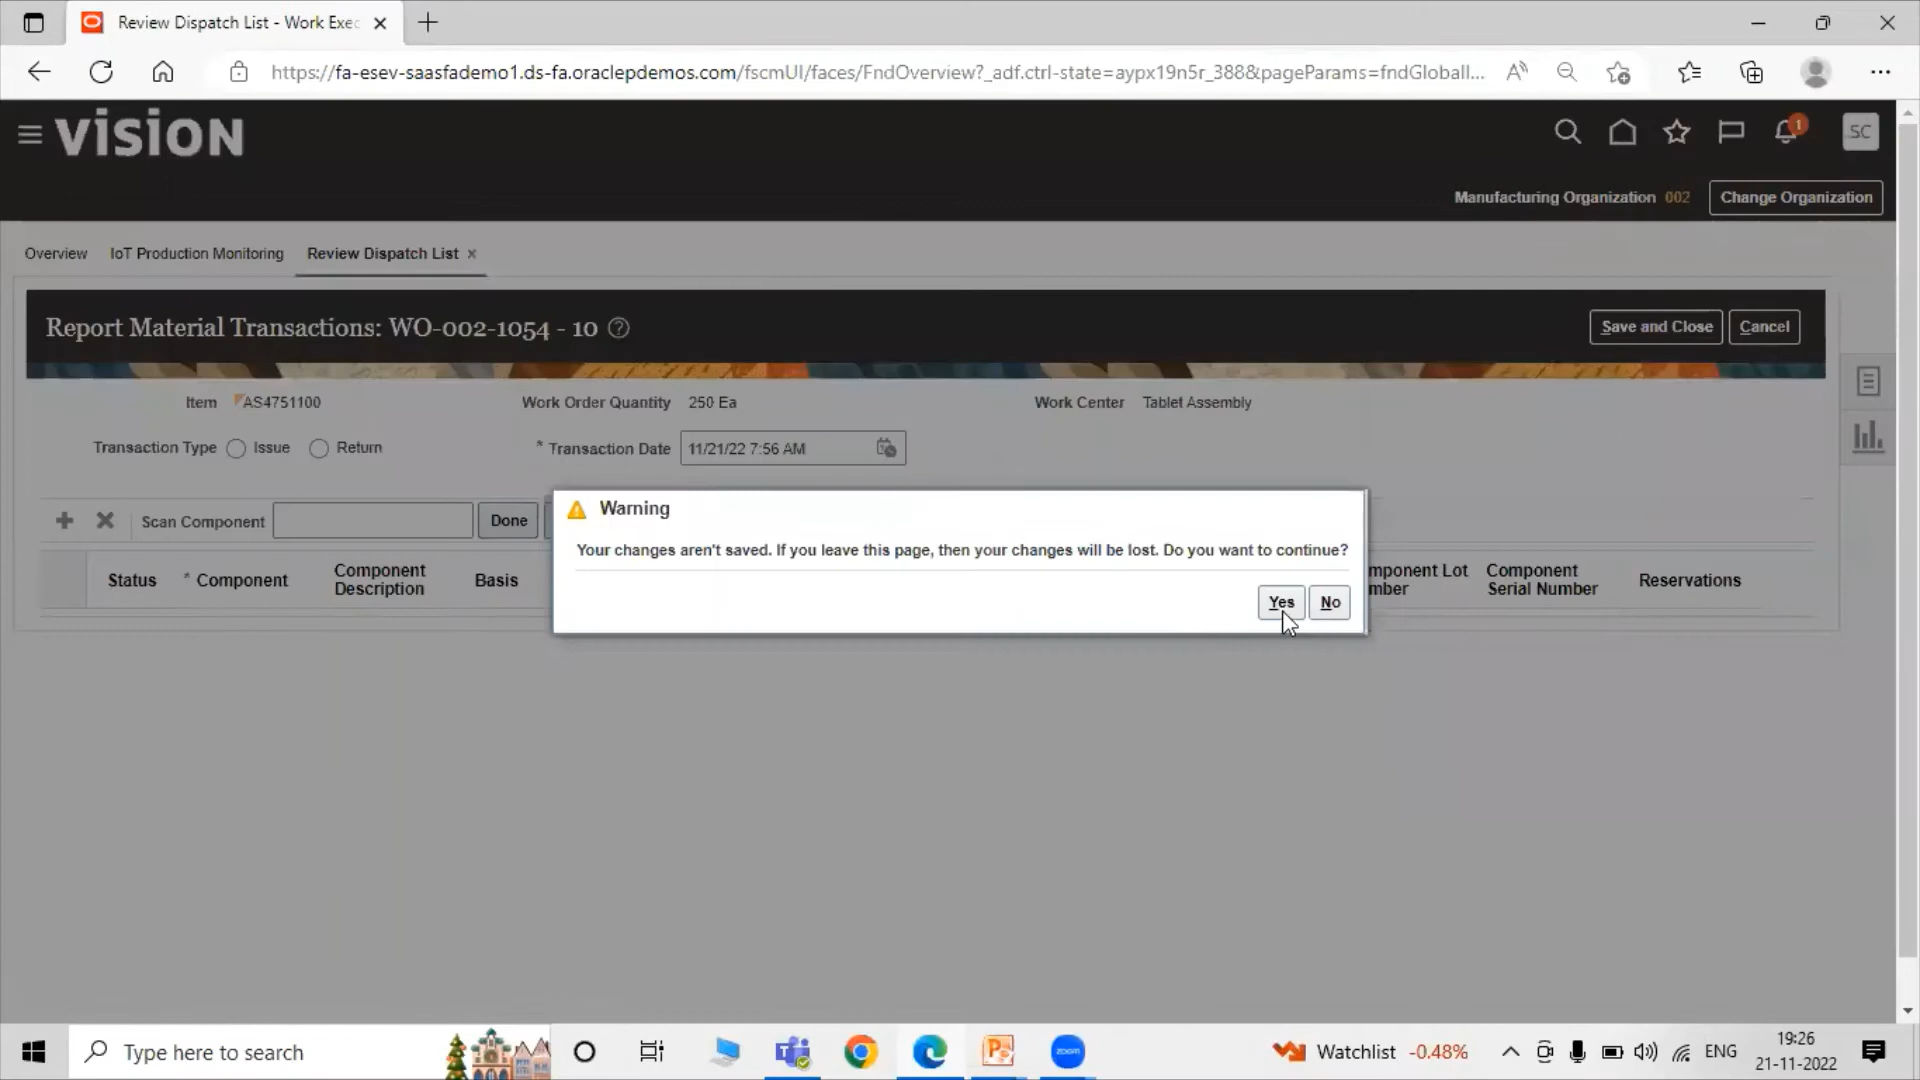 Review Dispatch List - Work Exec
https://fa-esev-saasfademo1.ds-fa.oraclepdemos.com/fscmUI/faces/FndOverview?_adf.ctrl-state=aypx19n5r_388&pageParams=fndGloball...
vision
1
SC
Manufacturing Organization 002 Change Organization
Overview IoT Production Monitoring Review Dispatch List
Report Material Transactions: WO-002-1054 - 10
Save and Close Cancel
Item AS4751100 Work Order Quantity 250 Ea Work Center Tablet Assembly
Transaction Type Issue Return * Transaction Date 11/21/22 7:56 AM
Scan Component Done
Warning
Your changes aren't saved. If you leave this page, then your changes will be lost. Do you want to continue?
Yes No
Status * Component Component Description Basis mponent Lot mber Component Serial Number Reservations
Type here to search
zoom
Watchlist -0.48%
ENG
19:26
21-11-2022